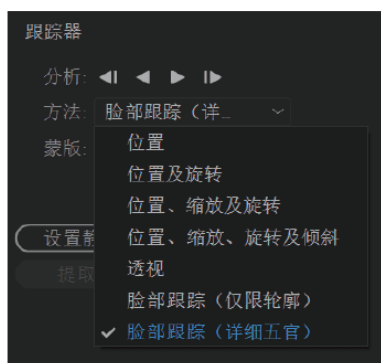 跟踪器
分析:
方法: 脸部跟踪（详...
蒙版:
位置
位置及旋转
位置、缩放及旋转
设置静
位置、缩放、旋转及倾斜
提取
透视
脸部跟踪（仅限轮廓）
脸部跟踪（详细五官）